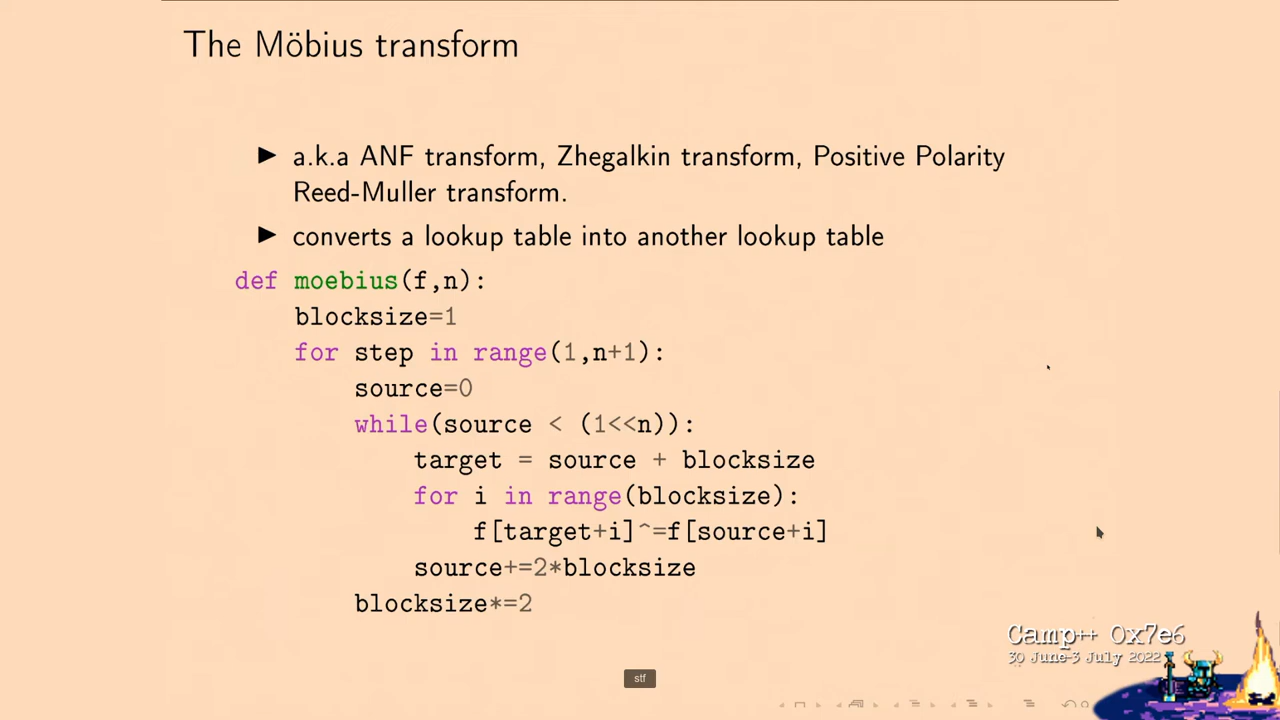 The Möbius transform
▶ a.k.a ANF transform, Zhegalkin transform, Positive Polarity
Reed-Muller transform.
▶ converts a lookup table into another lookup table
def moebius(f,n):
    blocksize=1
    for step in range(1,n+1):
        source=0
        while(source < (1<<n)):
            target = source + blocksize
            for i in range(blocksize):
                f[target+i]^=f[source+i]
            source+=2*blocksize
        blocksize*=2
Camp++ 0x7e6
30 June-3 July 2022
stf